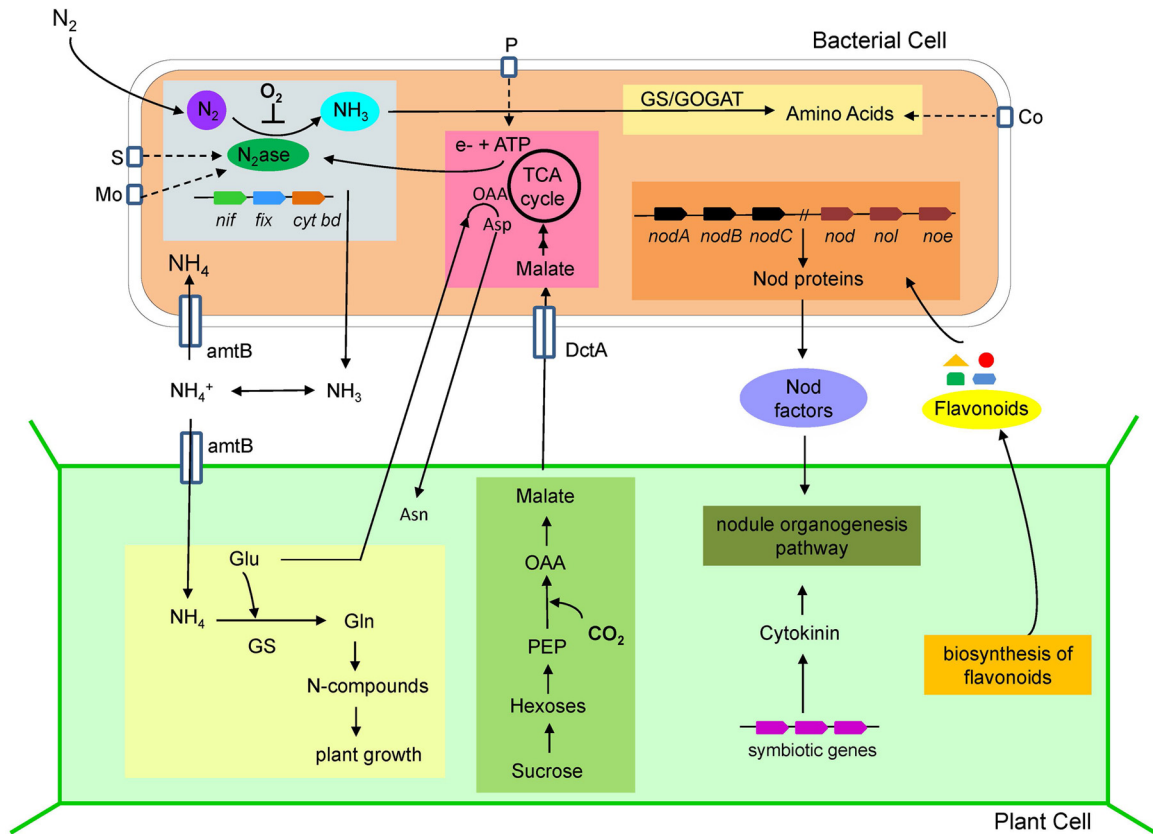 N₂
Bacterial Cell
P
N₂
O₂
NH₃
GS/GOGAT
Amino Acids
Co
S
N₂ase
Mo
nif fix cyt bd
e- + ATP
TCA
cycle
OAA
Asp
Malate
nodA nodB nodC // nod nol noe
Nod proteins
NH₄
amtB
DctA
NH₄⁺
NH₃
Nod
factors
Flavonoids
amtB
Asn
Malate
OAA
CO₂
PEP
Hexoses
Sucrose
Glu
NH₄
GS
Gln
N-compounds
plant growth
nodule organogenesis
pathway
Cytokinin
symbiotic genes
biosynthesis of
flavonoids
Plant Cell